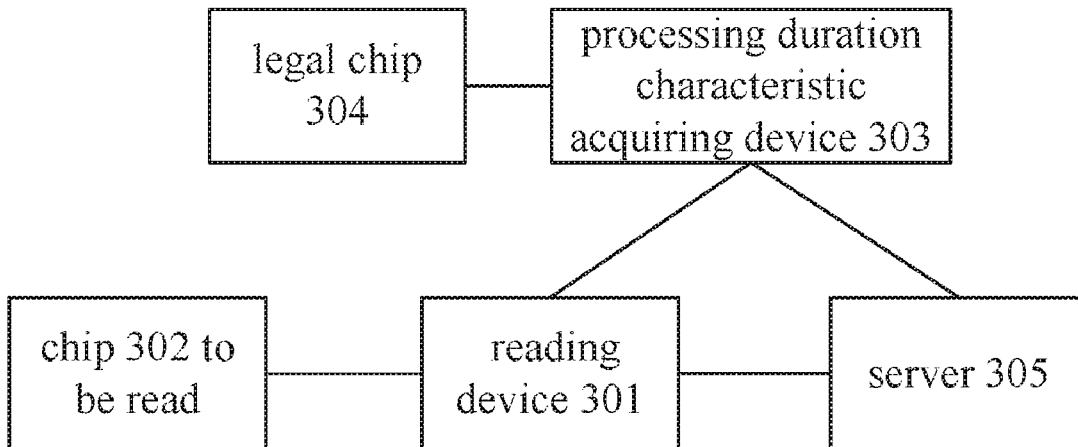 legal chip
304
processing duration
characteristic
acquiring device 303
chip 302 to
be read
reading
device 301
server 305